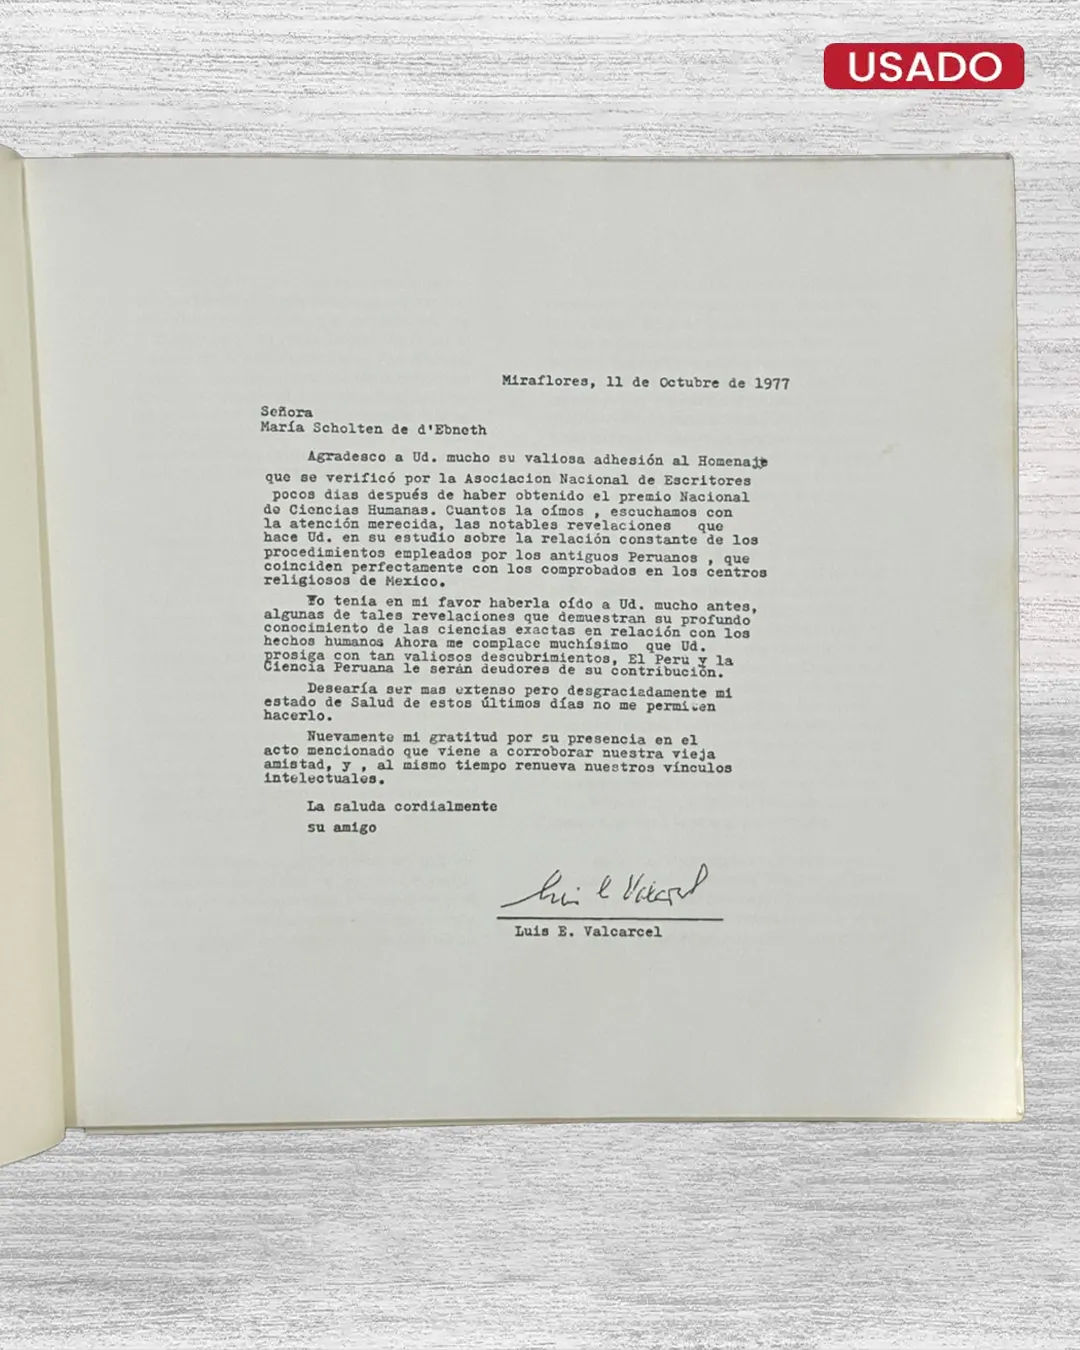 USADO
Miraflores, 11 de Octubre de 1977
Señora
María Scholten de d'Ebneth
Agradesco a Ud. mucho su valiosa adhesión al Homenaje
que se verificó por la Asociacion Nacional de Escritores
pocos dias después de haber obtenido el premio Nacional
de Ciencias Humanas. Cuantos la oímos , escuchamos con
la atención merecida, las notables revelaciones que
hace Ud. en su estudio sobre la relación constante de los
procedimientos empleados por los antiguos Peruanos , que
coinciden perfectamente con los comprobados en los centros
religiosos de Mexico.
Yo tenía en mi favor haberla oído a Ud. mucho antes,
algunas de tales revelaciones que demuestran su profundo
conocimiento de las ciencias exactas en relación con los
hechos humanos Ahora me complace muchísimo que Ud.
prosiga con tan valiosos descubrimientos, El Peru y la
Ciencia Peruana le serán deudores de su contribución.
Desearía ser mas extenso pero desgraciadamente mi
estado de Salud de estos últimos días no me permiten
hacerlo.
Nuevamente mi gratitud por su presencia en el
acto mencionado que viene a corroborar nuestra vieja
amistad, y , al mismo tiempo renueva nuestros vínculos
intelectuales.
La saluda cordialmente
su amigo
Luis E Valcarcel
Luis E. Valcarcel